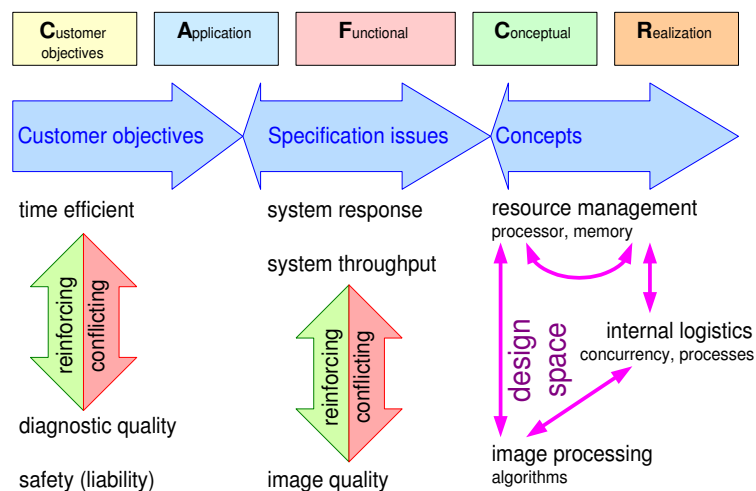 Customer objectives
Application
Functional
Conceptual
Realization
Customer objectives
Specification issues
Concepts
time efficient
reinforcing
conflicting
diagnostic quality
safety (liability)
system response
system throughput
reinforcing
conflicting
image quality
resource management
processor, memory
design
space
internal logistics
concurrency, processes
image processing
algorithms